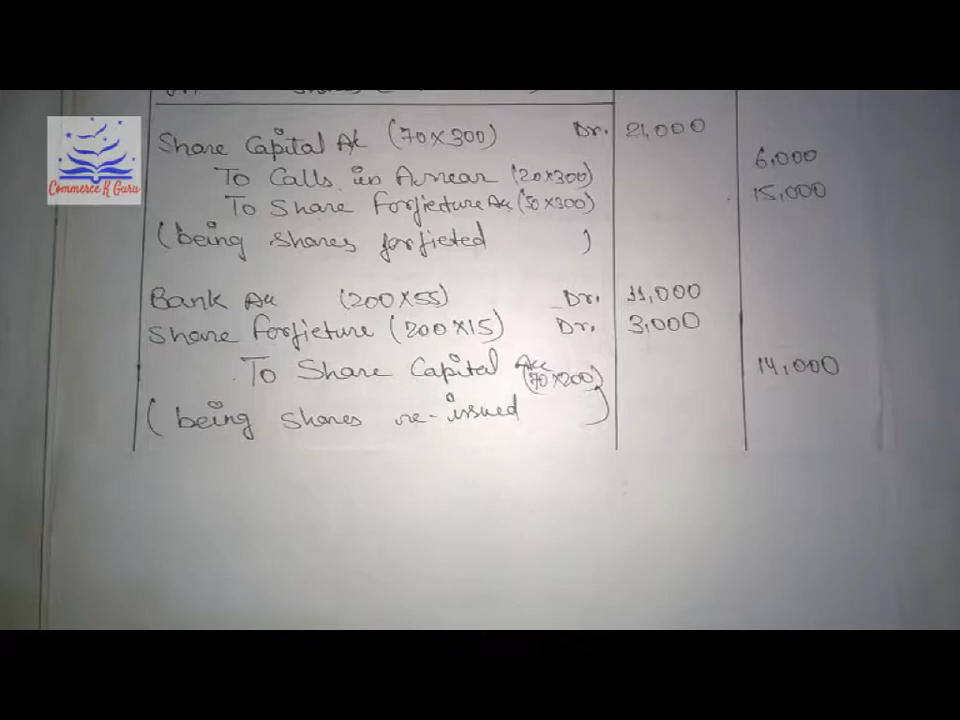 Commerce K Guru
Share Capital A/c (70×300) Dr. 21,000
6,000
To Calls in Arrear (20×300)
15,000
To Share Forfiecture A/c (50×300)
(being shares forfieted )
Bank A/c (200×55) Dr. 11,000
Share Forfieture (200×15) Dr. 3,000
To Share Capital A/c (70×200) 14,000
(being shares re-issued )